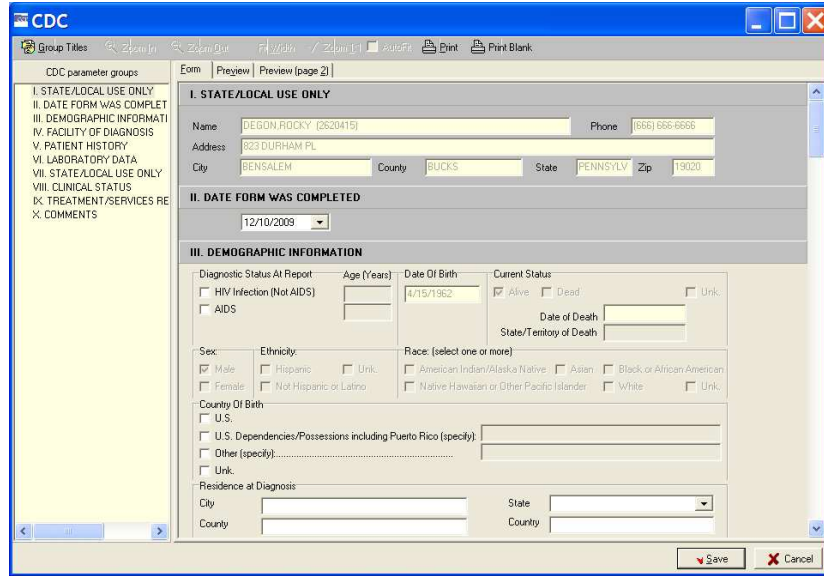 CDC
Group Titles Zoom In Zoom Out Fit Width Zoom 1:1 AutoFit Print Print Blank
CDC parameter groups
I. STATE/LOCAL USE ONLY
II. DATE FORM WAS COMPLET
III. DEMOGRAPHIC INFORMATI
IV. FACILITY OF DIAGNOSIS
V. PATIENT HISTORY
VI. LABORATORY DATA
VII. STATE/LOCAL USE ONLY
VIII. CLINICAL STATUS
IX. TREATMENT/SERVICES RE
X. COMMENTS
Form Preview Preview (page 2)
I. STATE/LOCAL USE ONLY
Name DEGON,ROCKY (2620415) Phone (666) 666-6666
Address 823 DURHAM PL
City BENSALEM County BUCKS State PENNSYLV Zip 19020
II. DATE FORM WAS COMPLETED
12/10/2009
III. DEMOGRAPHIC INFORMATION
Diagnostic Status At Report Age (Years) Date Of Birth Current Status
HIV Infection (Not AIDS) 4/15/1962 Alive Dead Unk.
AIDS
Date of Death
State/Territory of Death
Sex: Ethnicity: Race: (select one or more)
Male Hispanic Unk. American Indian/Alaska Native Asian Black or African American
Female Not Hispanic or Latino Native Hawaiian or Other Pacific Islander White Unk.
Country Of Birth
U.S.
U.S. Dependencies/Possessions including Puerto Rico (specify):
Other (specify):..................................................................
Unk.
Residence at Diagnosis
City State
County Country
Save Cancel